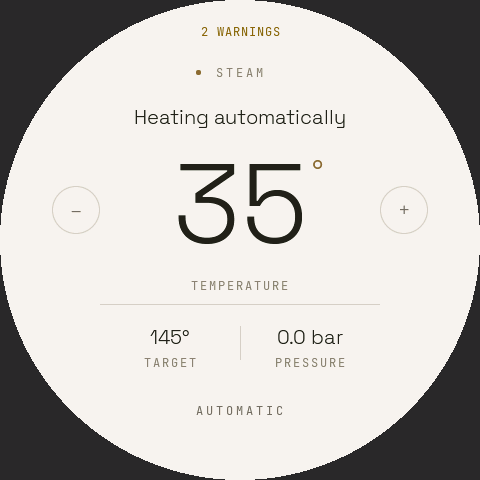 2 WARNINGS
STEAM
Heating automatically
35°
− +
TEMPERATURE
145° 0.0 bar
TARGET PRESSURE
AUTOMATIC